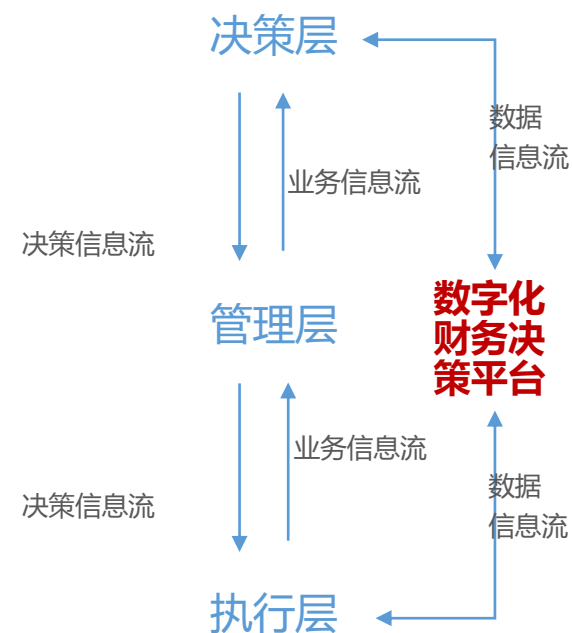 决策层
数据
信息流
业务信息流
决策信息流
管理层
数字化
财务决
策平台
业务信息流
决策信息流
数据
信息流
执行层